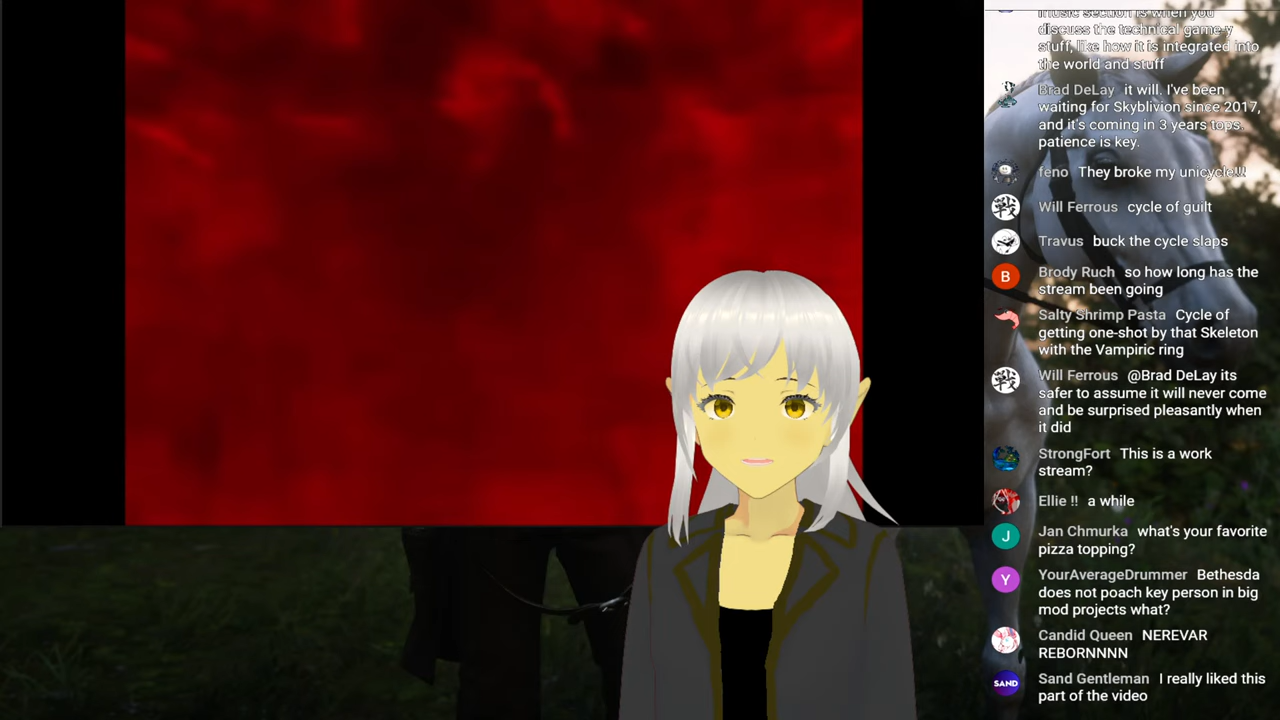 music section is when you
discuss the technical game-y
stuff, like how it is integrated into
the world and stuff
Brad DeLay it will. I've been
waiting for Skyblivion since 2017,
and it's coming in 3 years tops.
patience is key.
feno They broke my unicycle!!!
Will Ferrous cycle of guilt
Travus buck the cycle slaps
B
Brody Ruch so how long has the
stream been going
Salty Shrimp Pasta Cycle of
getting one-shot by that Skeleton
with the Vampiric ring
Will Ferrous @Brad DeLay its
safer to assume it will never come
and be surprised pleasantly when
it did
StrongFort This is a work
stream?
Ellie !! a while
J
Jan Chmurka what's your favorite
pizza topping?
Y
YourAverageDrummer Bethesda
does not poach key person in big
mod projects what?
Candid Queen NEREVAR
REBORNNNN
SAND
Sand Gentleman I really liked this
part of the video